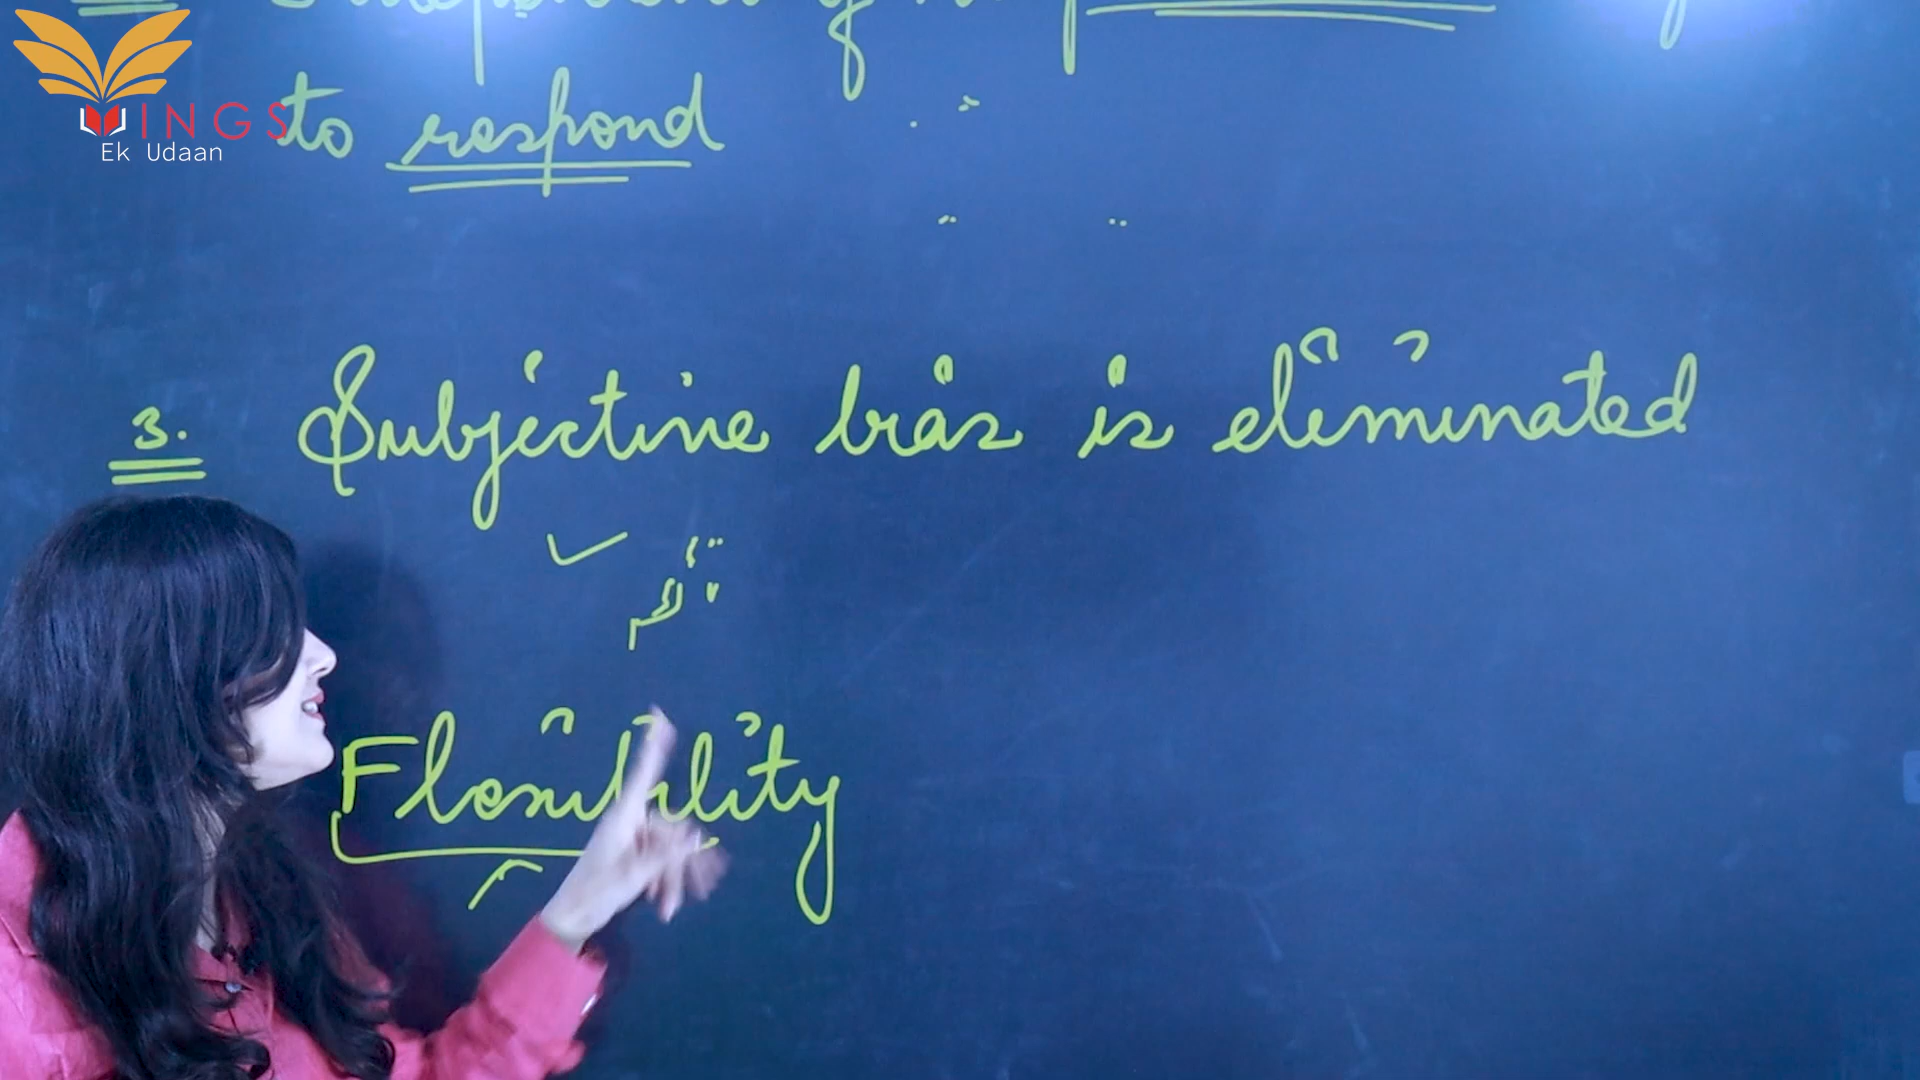 WINGS
Ek Udaan
to respond
3. Subjective bias is eliminated
Flexibility